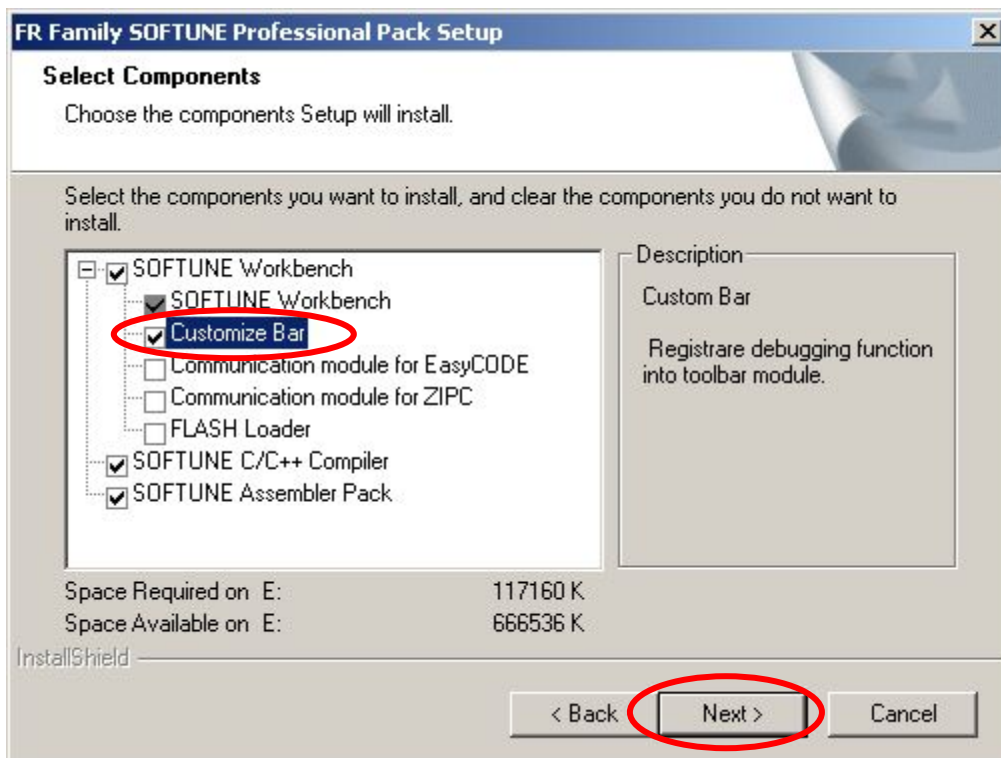 FR Family SOFTUNE Professional Pack Setup
Select Components
Choose the components Setup will install.
Select the components you want to install, and clear the components you do not want to
install.
SOFTUNE Workbench
SOFTUNE Workbench
Customize Bar
Communication module for EasyCODE
Communication module for ZIPC
FLASH Loader
SOFTUNE C/C++ Compiler
SOFTUNE Assembler Pack
Description
Custom Bar
Registrare debugging function
into toolbar module.
Space Required on E: 117160 K
Space Available on E: 666536 K
InstallShield
< Back Next > Cancel